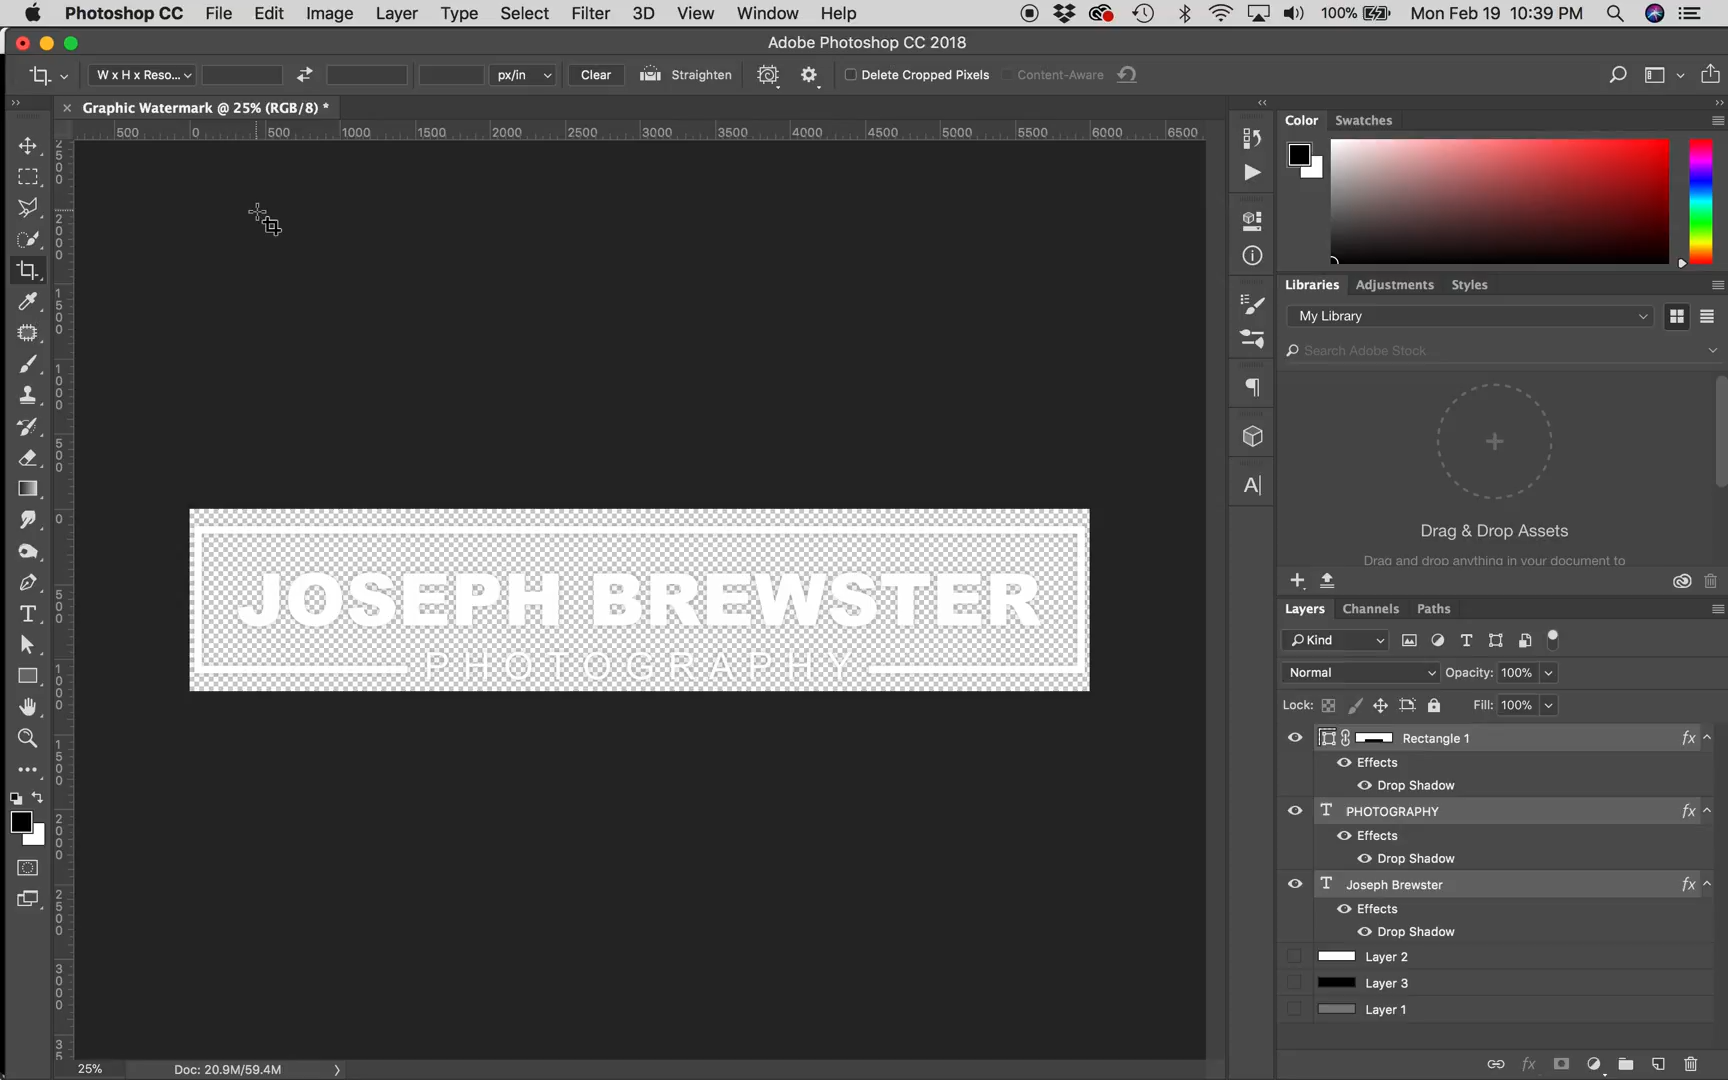 Photoshop CC File Edit Image Layer Type Select Filter 3D View Window Help 100% Mon Feb 19 10:39 PM
Adobe Photoshop CC 2018
W x H x Reso... px/in Clear Straighten Delete Cropped Pixels Content-Aware
Graphic Watermark @ 25% (RGB/8) *
500 0 500 1000 1500 2000 2500 3000 3500 4000 4500 5000 5500 6000 6500
Color Swatches
Libraries Adjustments Styles
My Library
Search Adobe Stock
Drag & Drop Assets
Drag and drop anything in your document to
JOSEPH BREWSTER
PHOTOGRAPHY
Layers Channels Paths
Kind
Normal Opacity: 100%
Lock: Fill: 100%
Rectangle 1 fx
Effects
Drop Shadow
PHOTOGRAPHY fx
Effects
Drop Shadow
Joseph Brewster fx
Effects
Drop Shadow
Layer 2
Layer 3
Layer 1
25% Doc: 20.9M/59.4M